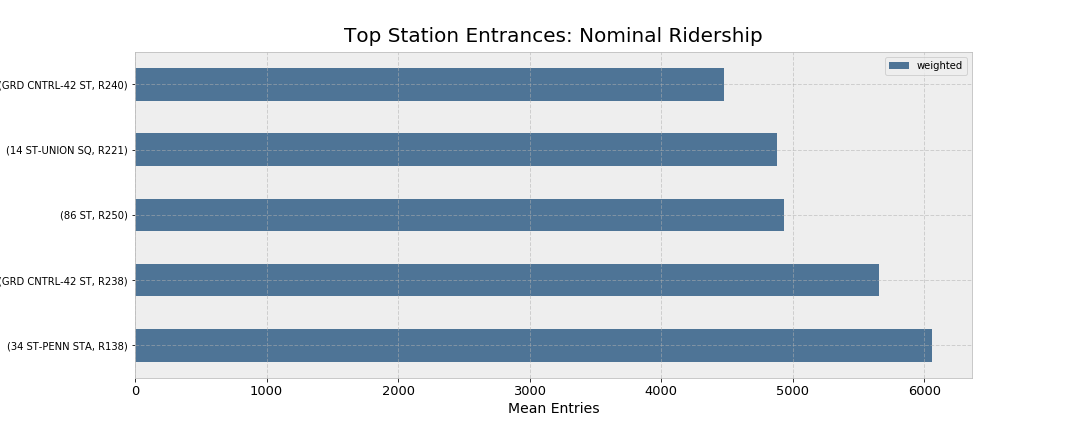 Top Station Entrances: Nominal Ridership
weighted
(GRD CNTRL-42 ST, R240)
(14 ST-UNION SQ, R221)
(86 ST, R250)
(GRD CNTRL-42 ST, R238)
(34 ST-PENN STA, R138)
0 1000 2000 3000 4000 5000 6000
Mean Entries